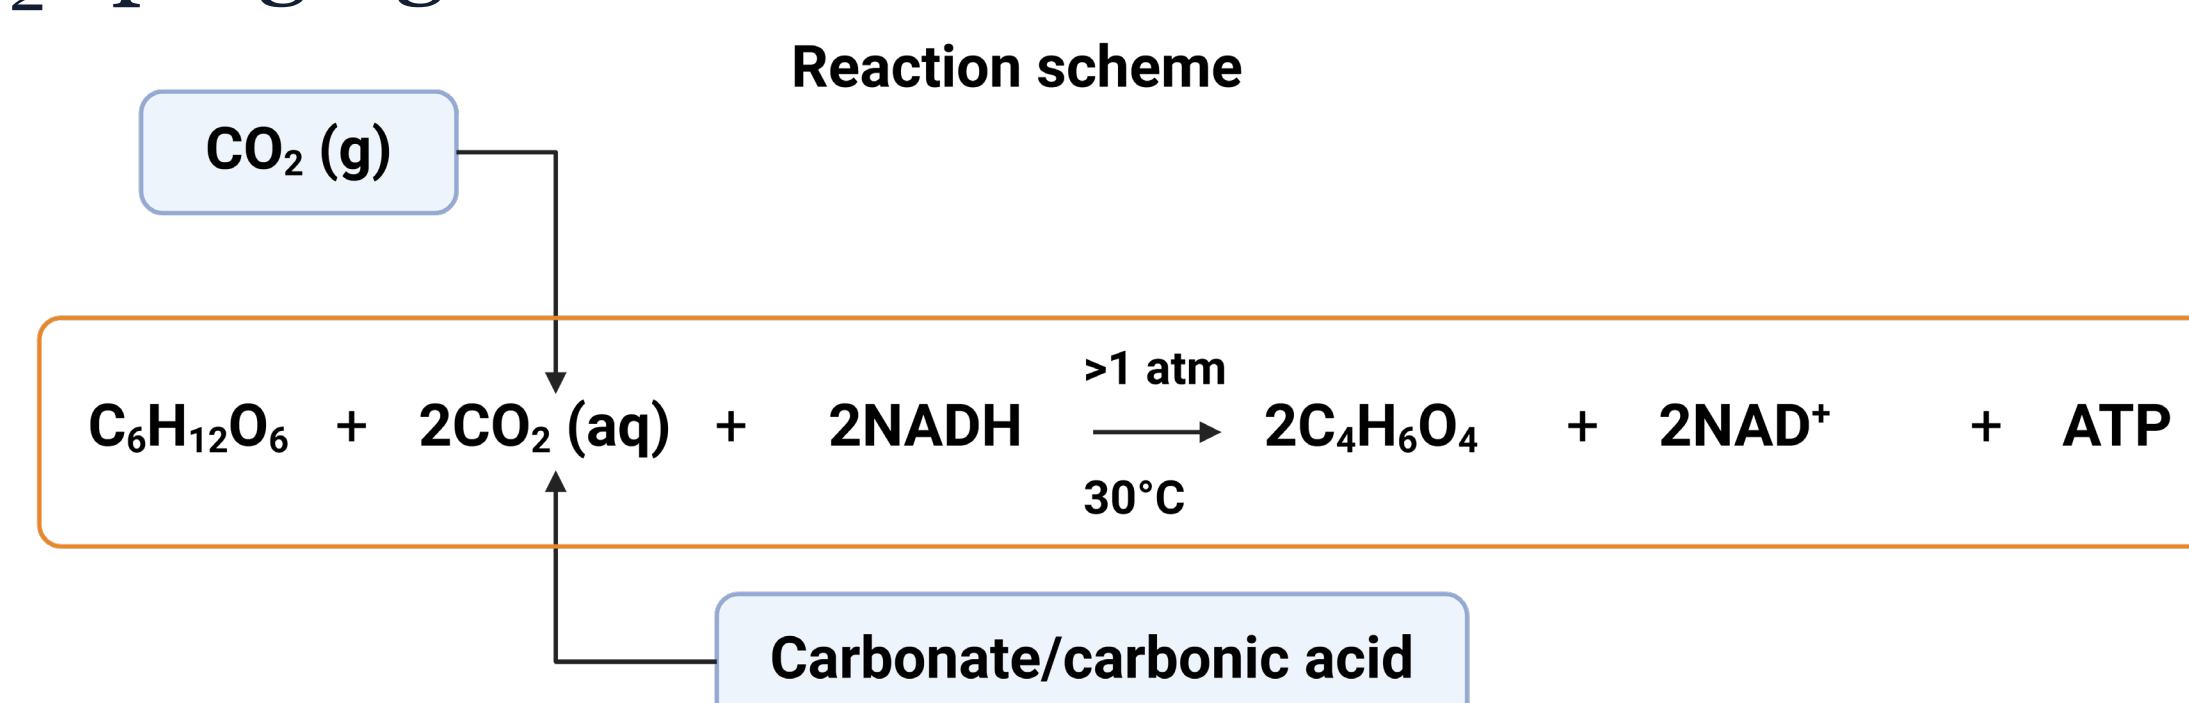 Reaction scheme
CO₂ (g)
>1 atm
C₆H₁₂O₆ + 2CO₂ (aq) + 2NADH → 2C₄H₆O₄ + 2NAD⁺ + ATP
30°C
Carbonate/carbonic acid